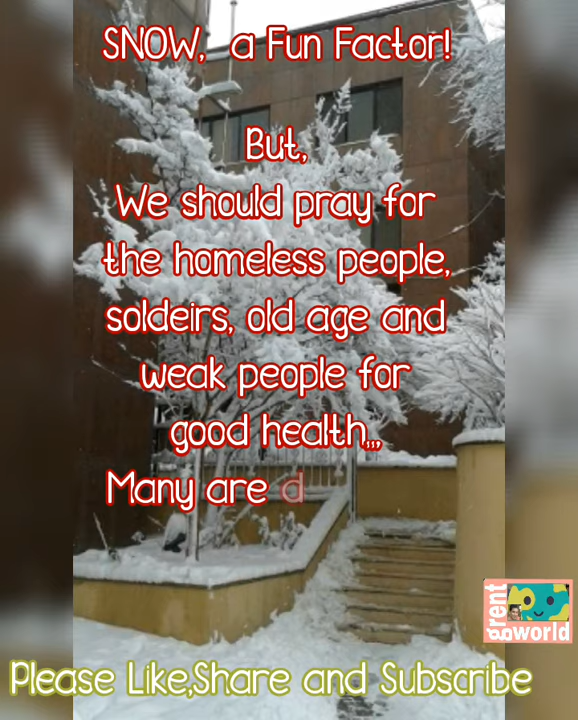 SNOW, a Fun Factor!
But,
We should pray for
the homeless people,
soldeirs, old age and
weak people for
good health,,,
Many are d
Please Like,Share and Subscribe